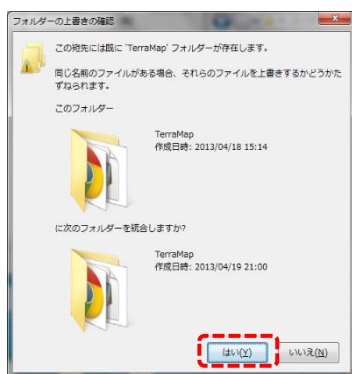 フォルダーの上書きの確認
この宛先には既に 'TerraMap' フォルダーが存在します。
同じ名前のファイルがある場合、それらのファイルを上書きするかどうかた
ずねられます。
このフォルダー
TerraMap
作成日時: 2013/04/18 15:14
に次のフォルダーを統合しますか?
TerraMap
作成日時: 2013/04/19 21:00
はい(Y)
いいえ(N)